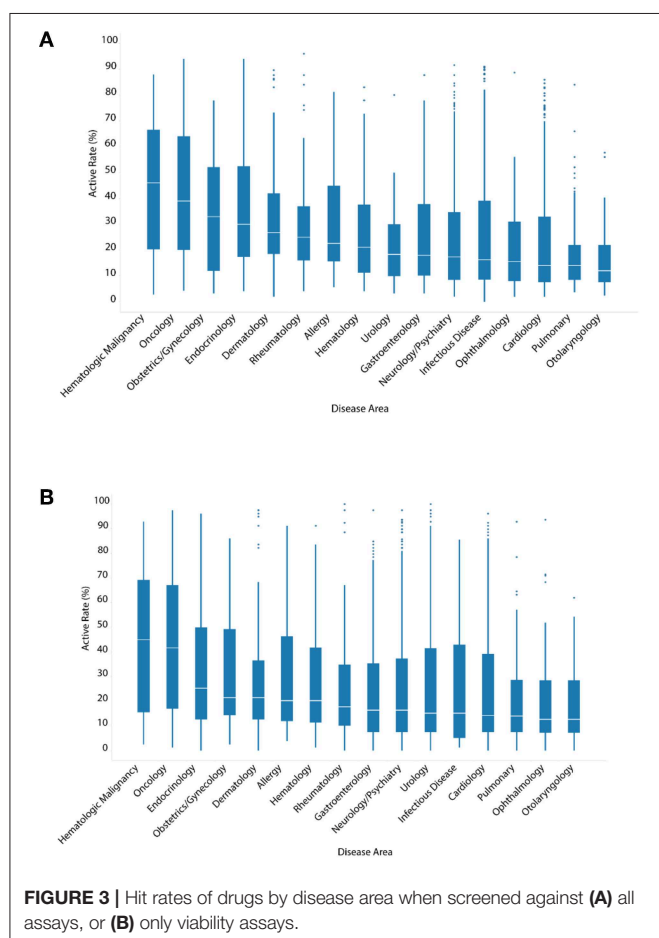 A
100
90
80
70
60
50
40
30
20
10
0
Active Rate (%)
Hematologic Malignancy
Oncology
Obstetrics/Gynecology
Endocrinology
Dermatology
Rheumatology
Allergy
Hematology
Urology
Gastroenterology
Neurology/Psychiatry
Infectious Disease
Ophthalmology
Cardiology
Pulmonary
Otolaryngology
Disease Area
B
100
90
80
70
60
50
40
30
20
10
0
Active Rate (%)
Hematologic Malignancy
Oncology
Endocrinology
Obstetrics/Gynecology
Dermatology
Allergy
Hematology
Rheumatology
Gastroenterology
Neurology/Psychiatry
Urology
Infectious Disease
Cardiology
Pulmonary
Ophthalmology
Otolaryngology
Disease Area
FIGURE 3 | Hit rates of drugs by disease area when screened against (A) all
assays, or (B) only viability assays.